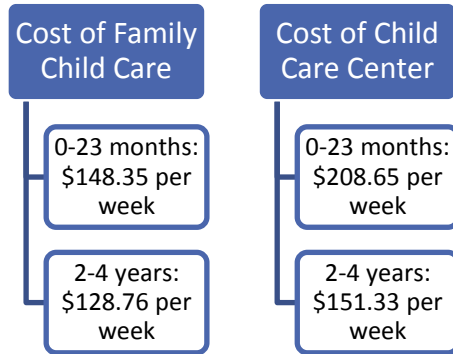 Cost of Family
Child Care
0-23 months:
$148.35 per
week
2-4 years:
$128.76 per
week
Cost of Child
Care Center
0-23 months:
$208.65 per
week
2-4 years:
$151.33 per
week